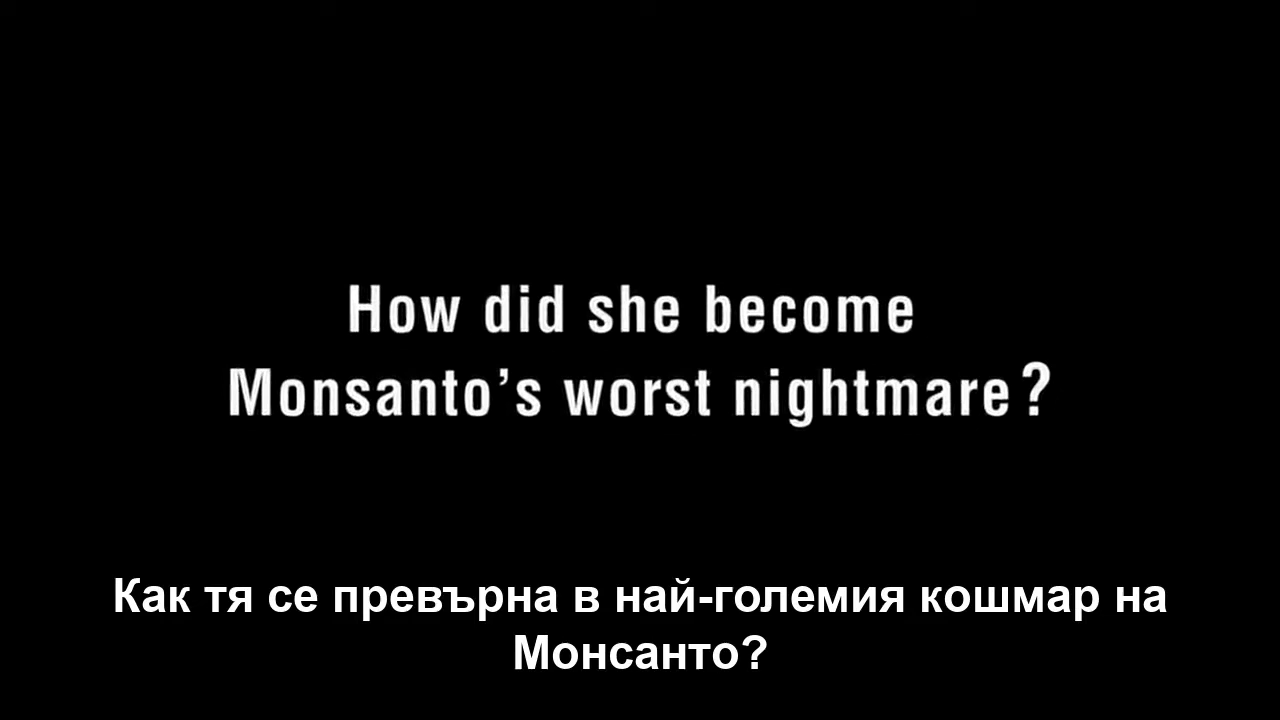 How did she become
Monsanto’s worst nightmare?
Как тя се превърна в най-големия кошмар на
Монсанто?